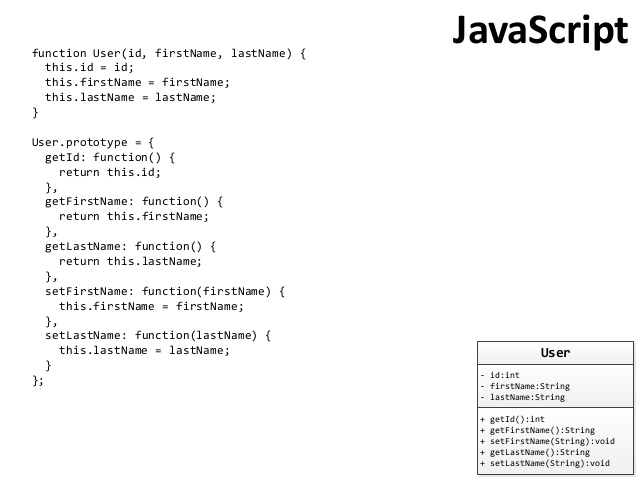 JavaScript
function User(id, firstName, lastName) {
  this.id = id;
  this.firstName = firstName;
  this.lastName = lastName;
}

User.prototype = {
  getId: function() {
    return this.id;
  },
  getFirstName: function() {
    return this.firstName;
  },
  getLastName: function() {
    return this.lastName;
  },
  setFirstName: function(firstName) {
    this.firstName = firstName;
  },
  setLastName: function(lastName) {
    this.lastName = lastName;
  }
};
User
- id:int
- firstName:String
- lastName:String
+ getId():int
+ getFirstName():String
+ setFirstName(String):void
+ getLastName():String
+ setLastName(String):void